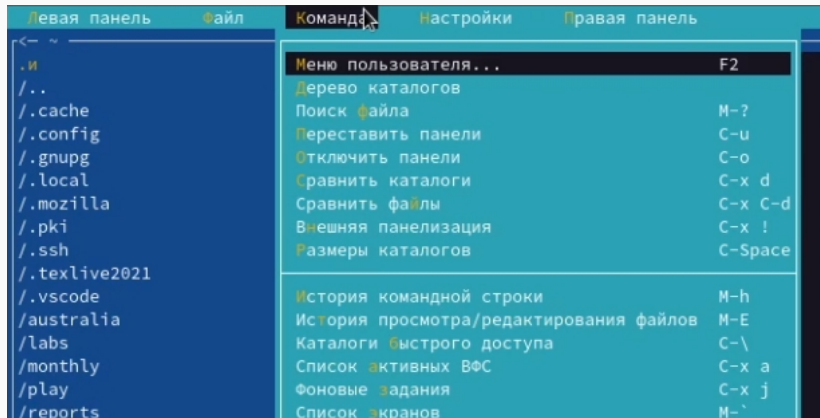 Левая панель Файл Команда Настройки Правая панель
<— ~
.и
/..
/.cache
/.config
/.gnupg
/.local
/.mozilla
/.pki
/.ssh
/.texlive2021
/.vscode
/australia
/labs
/monthly
/play
/reports
Меню пользователя... F2
Дерево каталогов
Поиск файла M-?
Переставить панели C-u
Отключить панели C-o
Сравнить каталоги C-x d
Сравнить файлы C-x C-d
Внешняя панелизация C-x !
Размеры каталогов C-Space
История командной строки M-h
История просмотра/редактирования файлов M-E
Каталоги быстрого доступа C-\
Список активных ВФС C-x a
Фоновые задания C-x j
Список экранов M-`